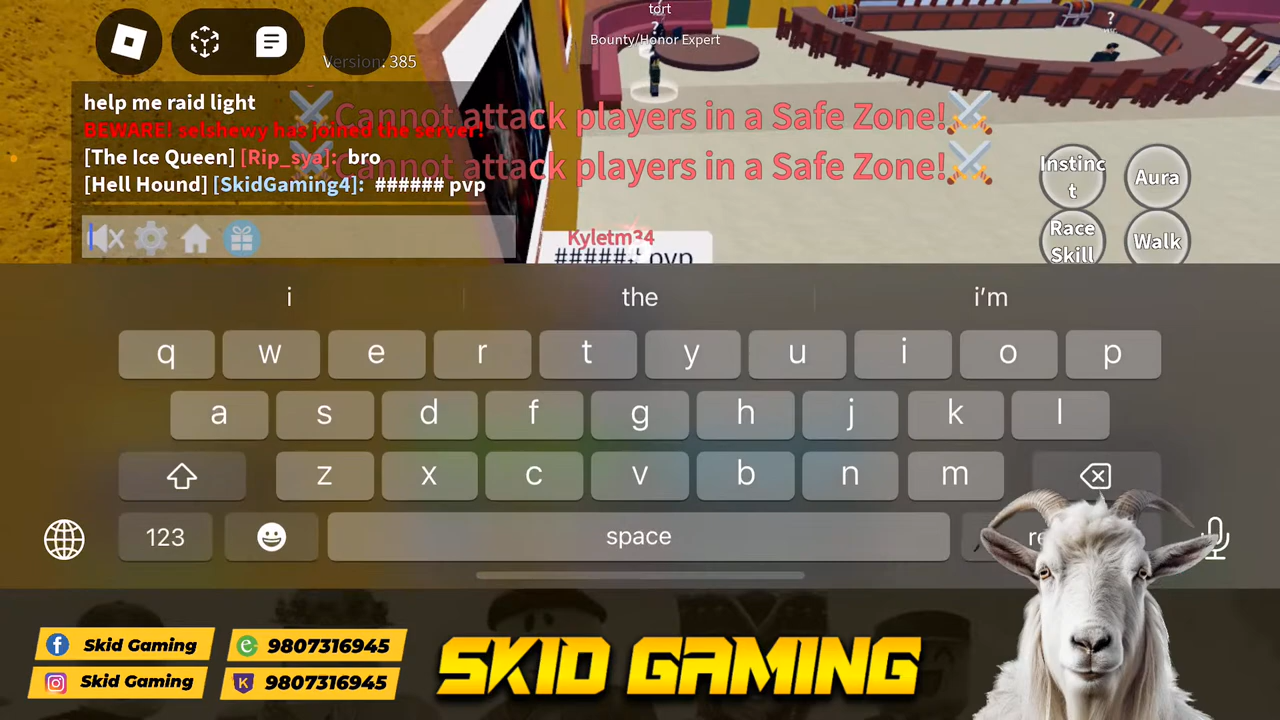 tort
?
Bounty/Honor Expert
?
Version: 385
help me raid light
Cannot attack players in a Safe Zone!
BEWARE! selshewy has joined the server!
[The Ice Queen] [Rip_sya]: bro
Cannot attack players in a Safe Zone!
[Hell Hound] [SkidGaming4]: ###### pvp
Instinct
Aura
Race Skill
Walk
Kyletm34
###### pvp
i the i'm
q w e r t y u i o p
a s d f g h j k l
z x c v b n m
123 space
Skid Gaming
9807316945
Skid Gaming
9807316945
SKID GAMING